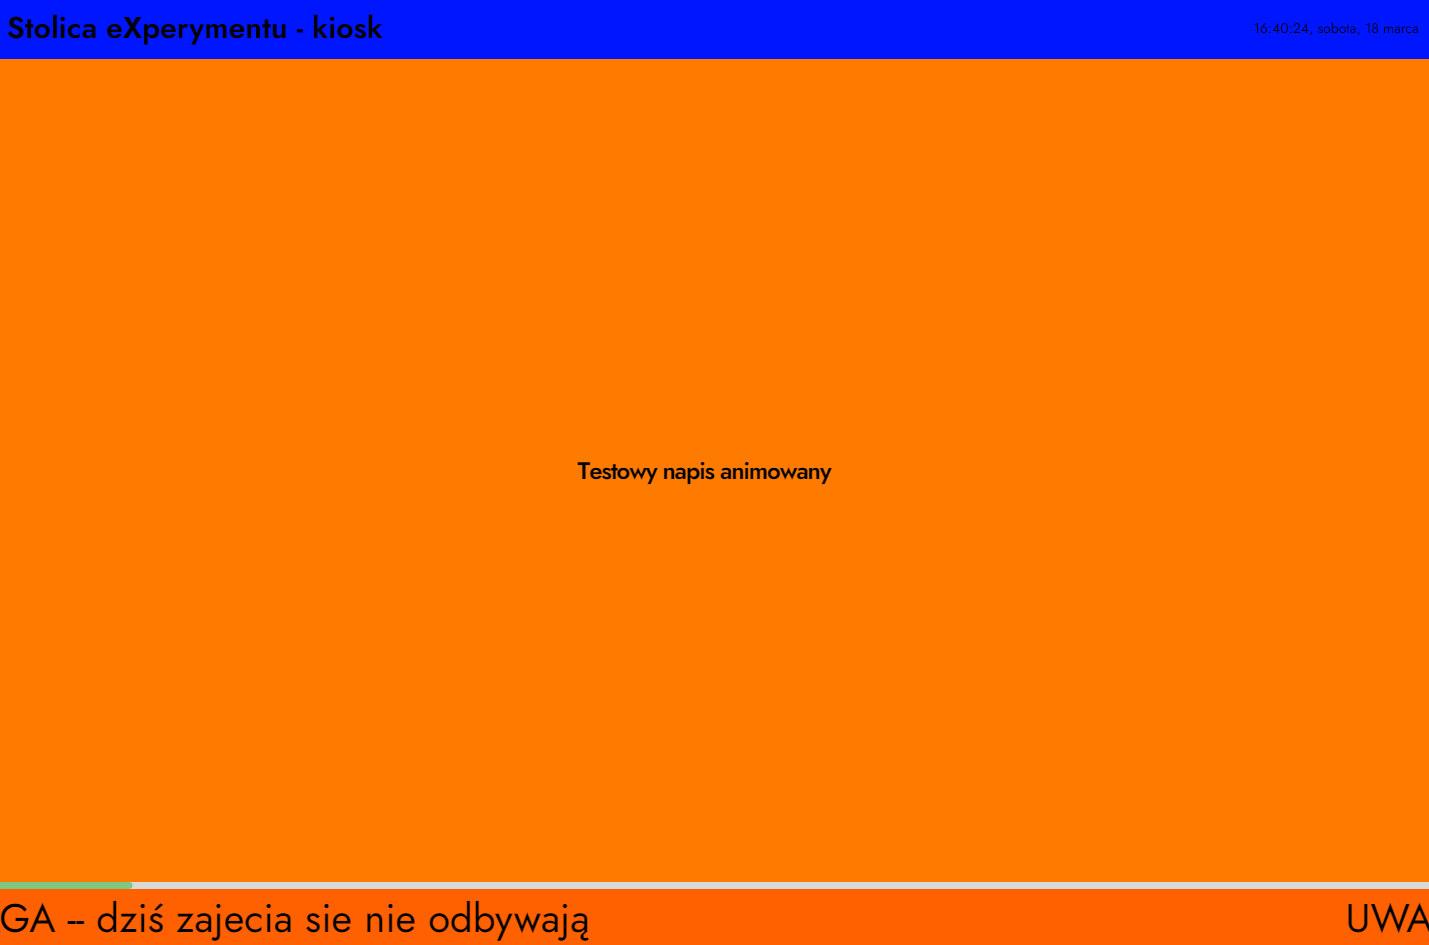 Stolica eXperymentu - kiosk
16:40:24, sobota, 18 marca
Testowy napis animowany
GA -- dziś zajecia sie nie odbywają
UWA